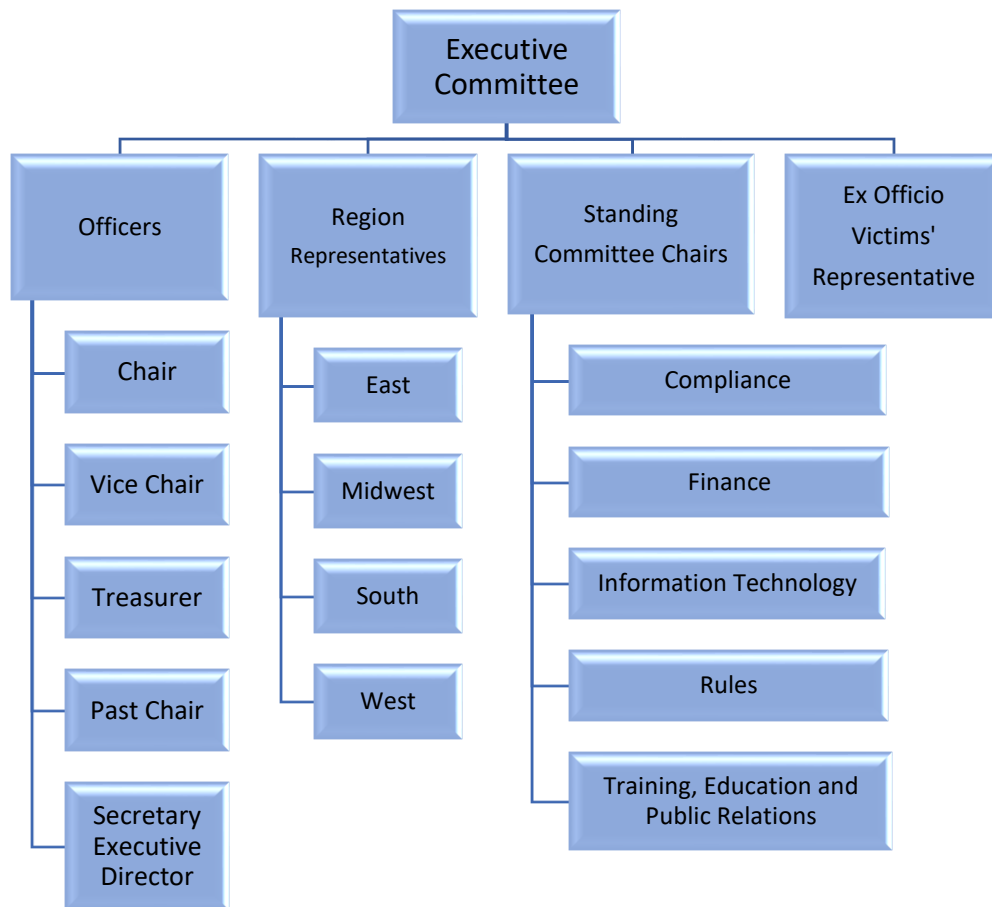 Executive
Committee
Officers
Chair
Vice Chair
Treasurer
Past Chair
Secretary
Executive
Director
Region
Representatives
East
Midwest
South
West
Standing
Committee Chairs
Compliance
Finance
Information Technology
Rules
Training, Education and
Public Relations
Ex Officio
Victims'
Representative